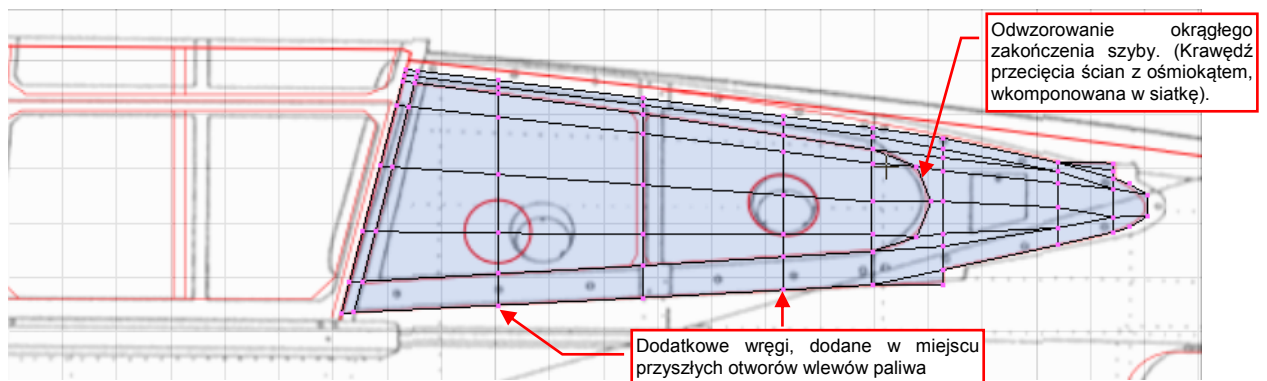 Odwzorowanie okrągłego
zakończenia szyby. (Krawędź
przecięcia ścian z ośmiokątem,
wkomponowana w siatkę).
Dodatkowe wręgi, dodane w miejscu
przyszłych otworów wlewów paliwa